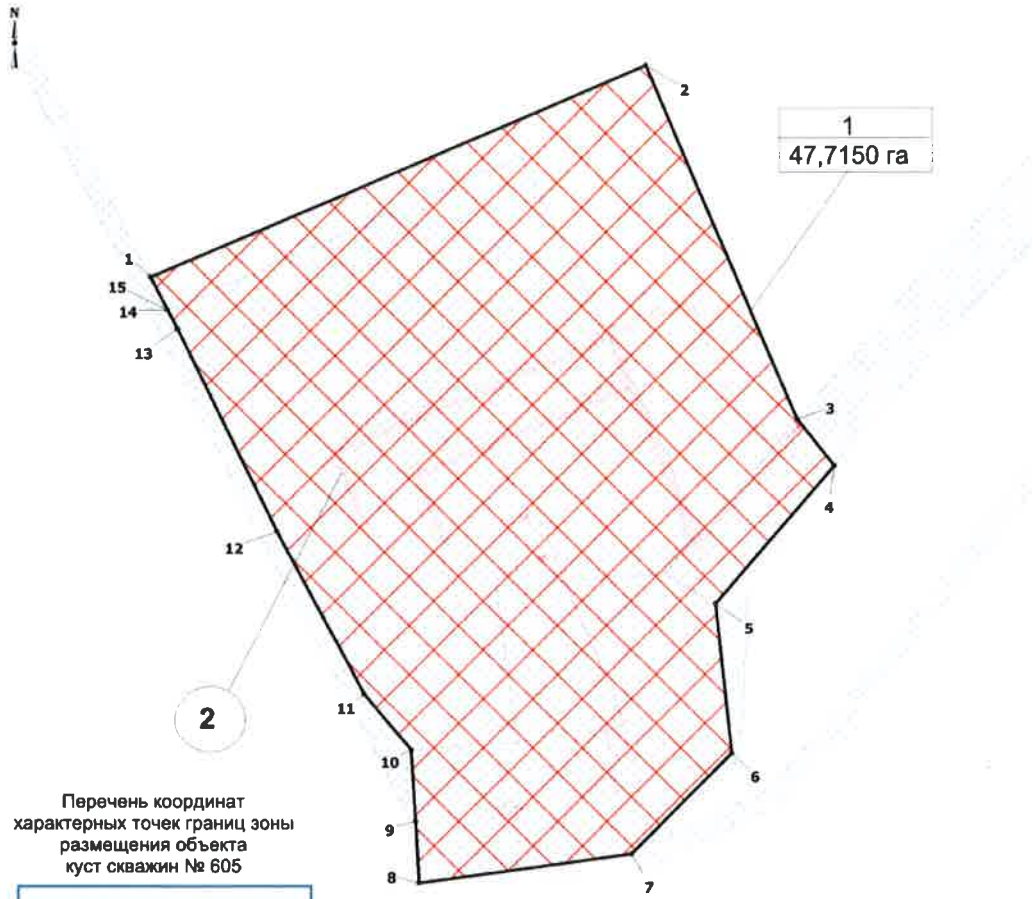 N
2
1
47,7150 га
1
15
14
13
3
4
12
5
11
2
10
6
Перечень координат
характерных точек границ зоны
размещения объекта
куст скважин № 605
9
8
7